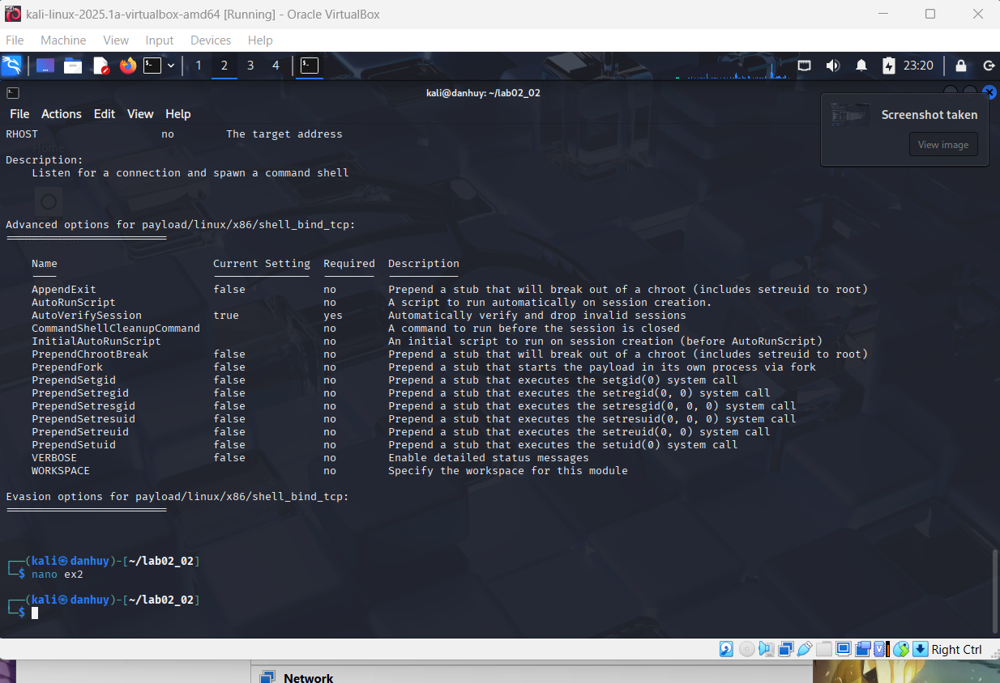 kali-linux-2025.1a-virtualbox-amd64 [Running] - Oracle VirtualBox
File Machine View Input Devices Help
1 2 3 4 23:20
kali@danhuy: ~/lab02_02
File Actions Edit View Help
Screenshot taken
View image
RHOST no The target address
Description:
Listen for a connection and spawn a command shell
Advanced options for payload/linux/x86/shell_bind_tcp:
=========================
Name Current Setting Required Description
---- --------------- -------- -----------
AppendExit false no Prepend a stub that will break out of a chroot (includes setreuid to root)
AutoRunScript no A script to run automatically on session creation.
AutoVerifySession true yes Automatically verify and drop invalid sessions
CommandShellCleanupCommand no A command to run before the session is closed
InitialAutoRunScript no An initial script to run on session creation (before AutoRunScript)
PrependChrootBreak false no Prepend a stub that will break out of a chroot (includes setreuid to root)
PrependFork false no Prepend a stub that starts the payload in its own process via fork
PrependSetgid false no Prepend a stub that executes the setgid(0) system call
PrependSetregid false no Prepend a stub that executes the setregid(0, 0) system call
PrependSetresgid false no Prepend a stub that executes the setresgid(0, 0, 0) system call
PrependSetresuid false no Prepend a stub that executes the setresuid(0, 0, 0) system call
PrependSetreuid false no Prepend a stub that executes the setreuid(0, 0) system call
PrependSetuid false no Prepend a stub that executes the setuid(0) system call
VERBOSE false no Enable detailed status messages
WORKSPACE no Specify the workspace for this module
Evasion options for payload/linux/x86/shell_bind_tcp:
=========================
┌──(kali㉿danhuy)-[~/lab02_02]
└─$ nano ex2
┌──(kali㉿danhuy)-[~/lab02_02]
└─$
Right Ctrl
Network